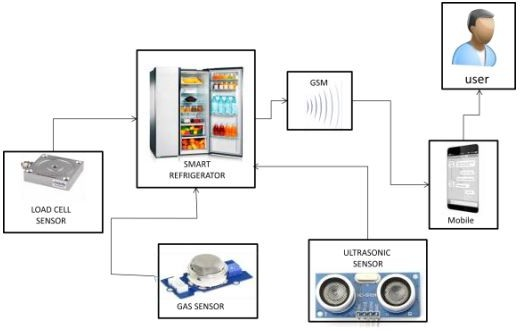 user
GSM
SMART
REFRIGERATOR
LOAD CELL
SENSOR
Mobile
GAS SENSOR
ULTRASONIC
SENSOR